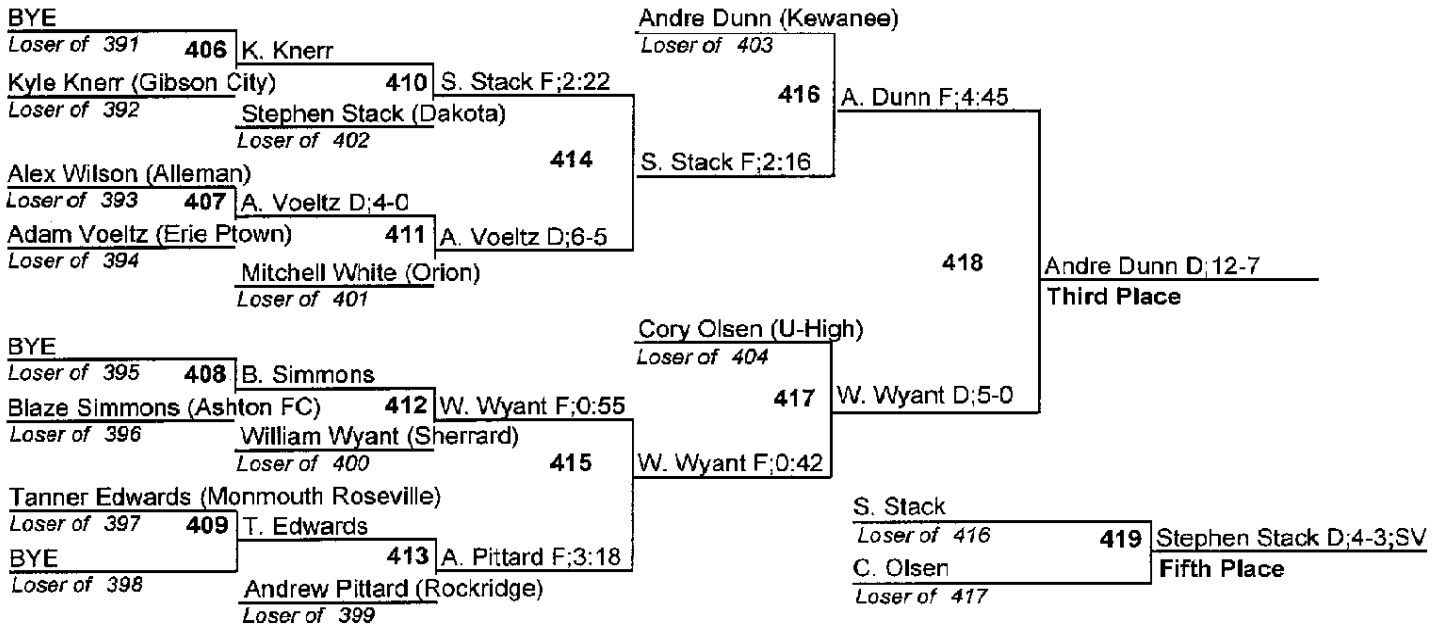 BYE
Loser of 391
406 K. Knerr
Kyle Knerr (Gibson City)
Loser of 392
410 S. Stack F;2:22
Stephen Stack (Dakota)
Loser of 402
414 S. Stack F;2:16
Alex Wilson (Alleman)
Loser of 393
407 A. Voeltz D;4-0
Adam Voeltz (Erie Ptown)
Loser of 394
411 A. Voeltz D;6-5
Mitchell White (Orion)
Loser of 401
Andre Dunn (Kewanee)
Loser of 403
416 A. Dunn F;4:45
BYE
Loser of 395
408 B. Simmons
Blaze Simmons (Ashton FC)
Loser of 396
412 W. Wyant F;0:55
William Wyant (Sherrard)
Loser of 400
415 W. Wyant F;0:42
Tanner Edwards (Monmouth Roseville)
Loser of 397
409 T. Edwards
BYE
Loser of 398
413 A. Pittard F;3:18
Andrew Pittard (Rockridge)
Loser of 399
Cory Olsen (U-High)
Loser of 404
417 W. Wyant D;5-0
418 Andre Dunn D;12-7
Third Place
S. Stack
Loser of 416
419 Stephen Stack D;4-3;SV
C. Olsen
Fifth Place
Loser of 417